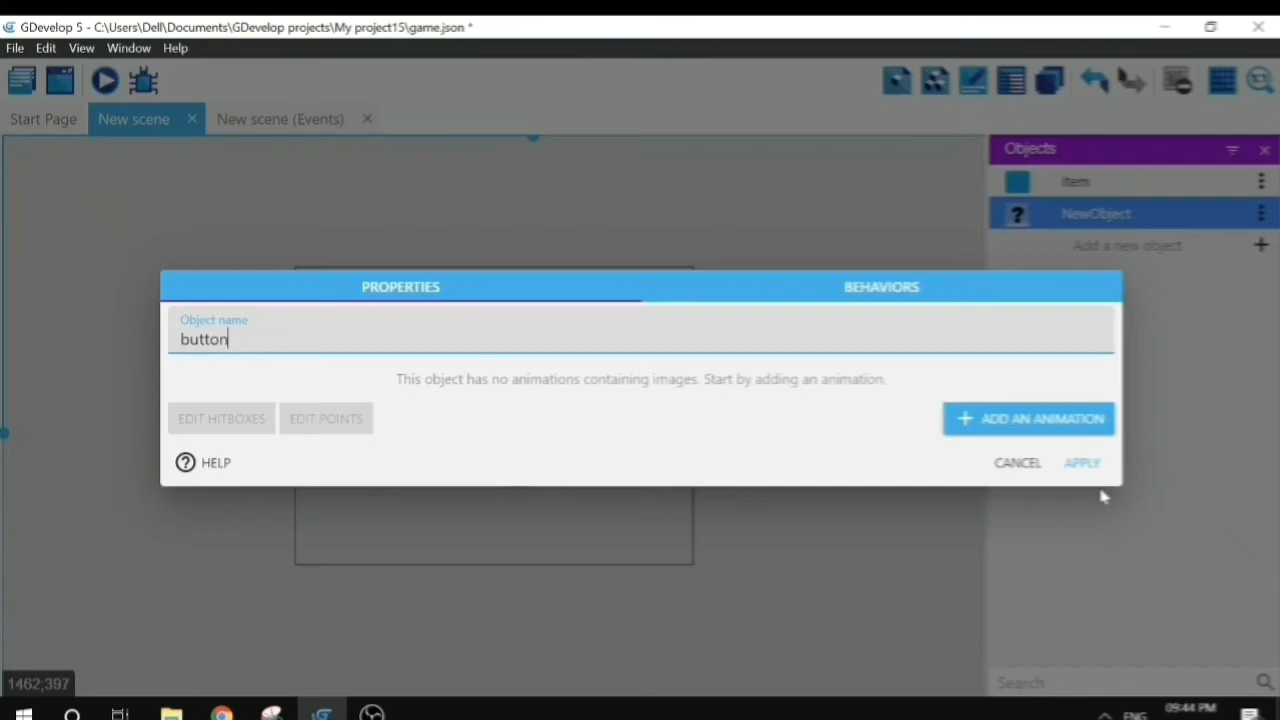 GDevelop 5 - C:\Users\Dell\Documents\GDevelop projects\My project15\game.json *
File Edit View Window Help
Start Page New scene × New scene (Events) ×
Objects
Item
NewObject
Add a new object
PROPERTIES BEHAVIORS
Object name
button
This object has no animations containing images. Start by adding an animation.
EDIT HITBOXES EDIT POINTS + ADD AN ANIMATION
? HELP CANCEL APPLY
1462;397
Search
ENG 09:44 PM